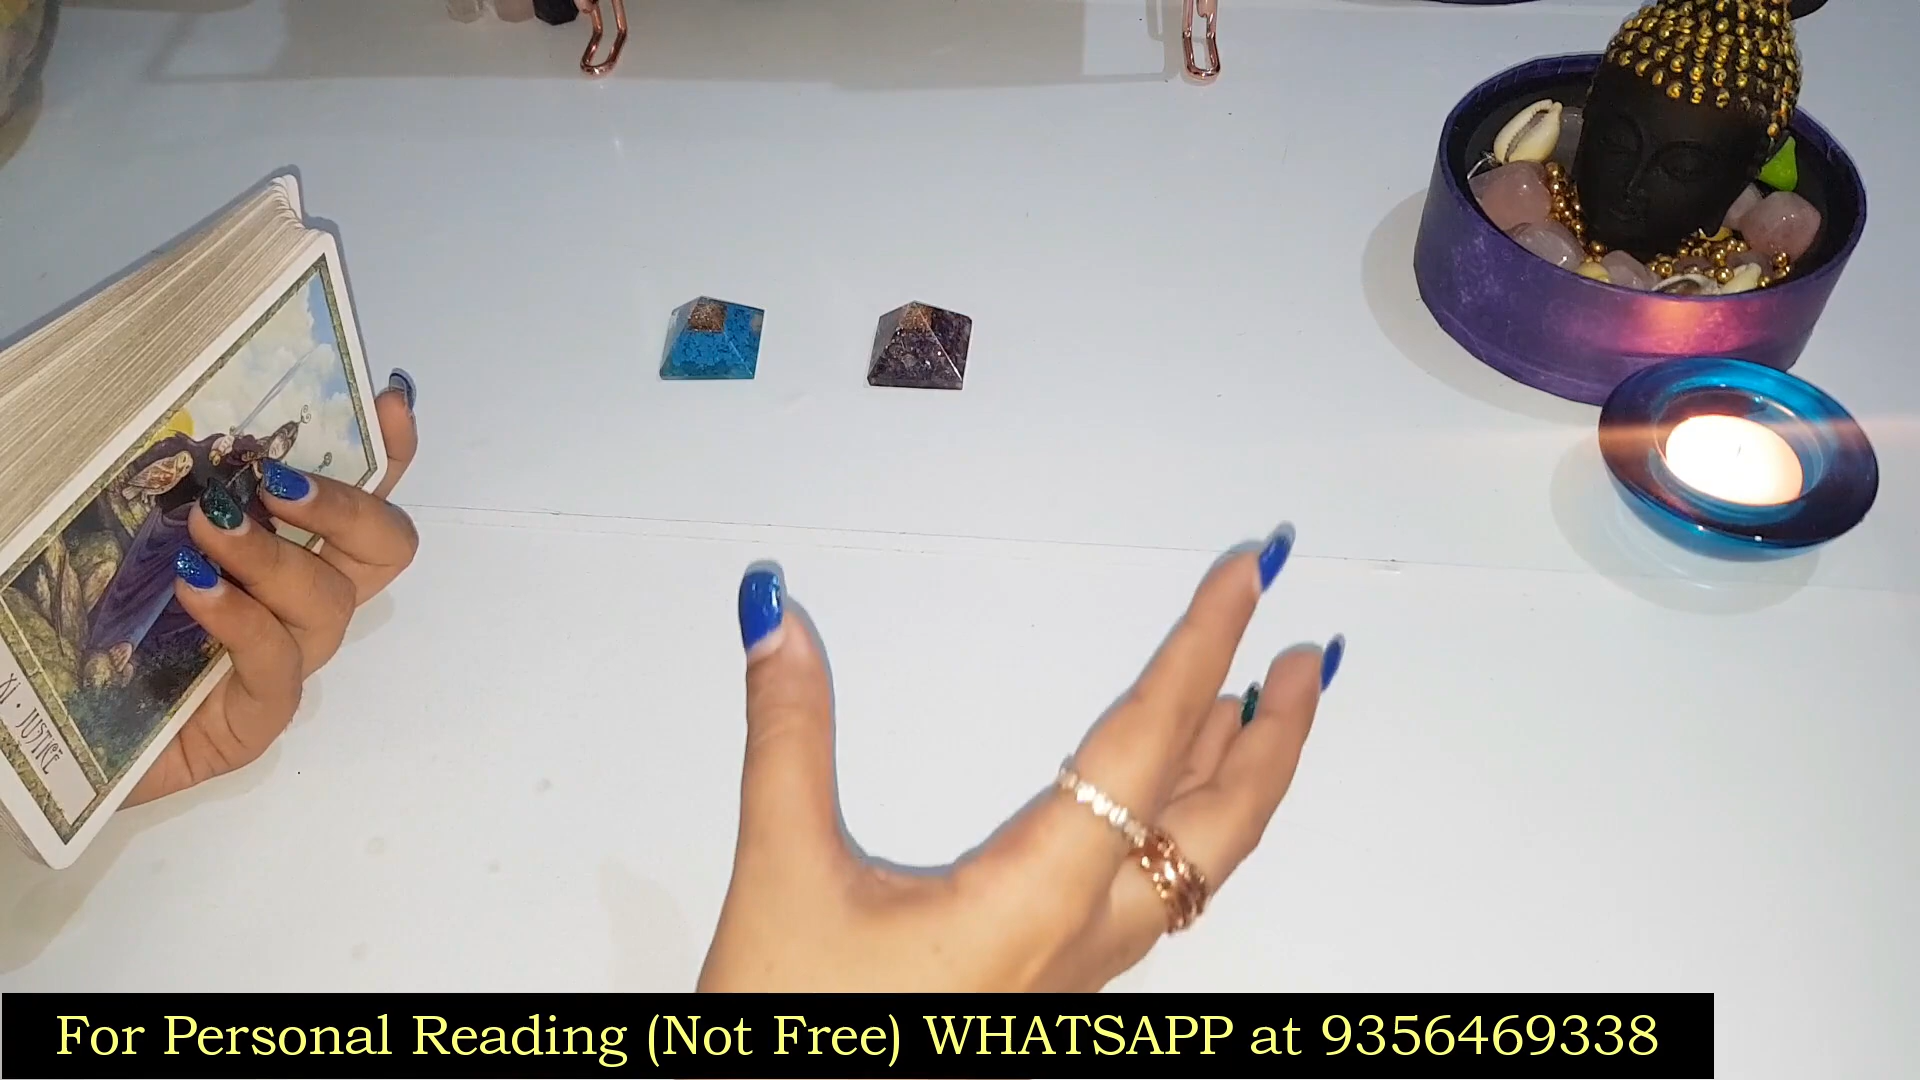 XI • JUSTICE
For Personal Reading (Not Free) WHATSAPP at 9356469338